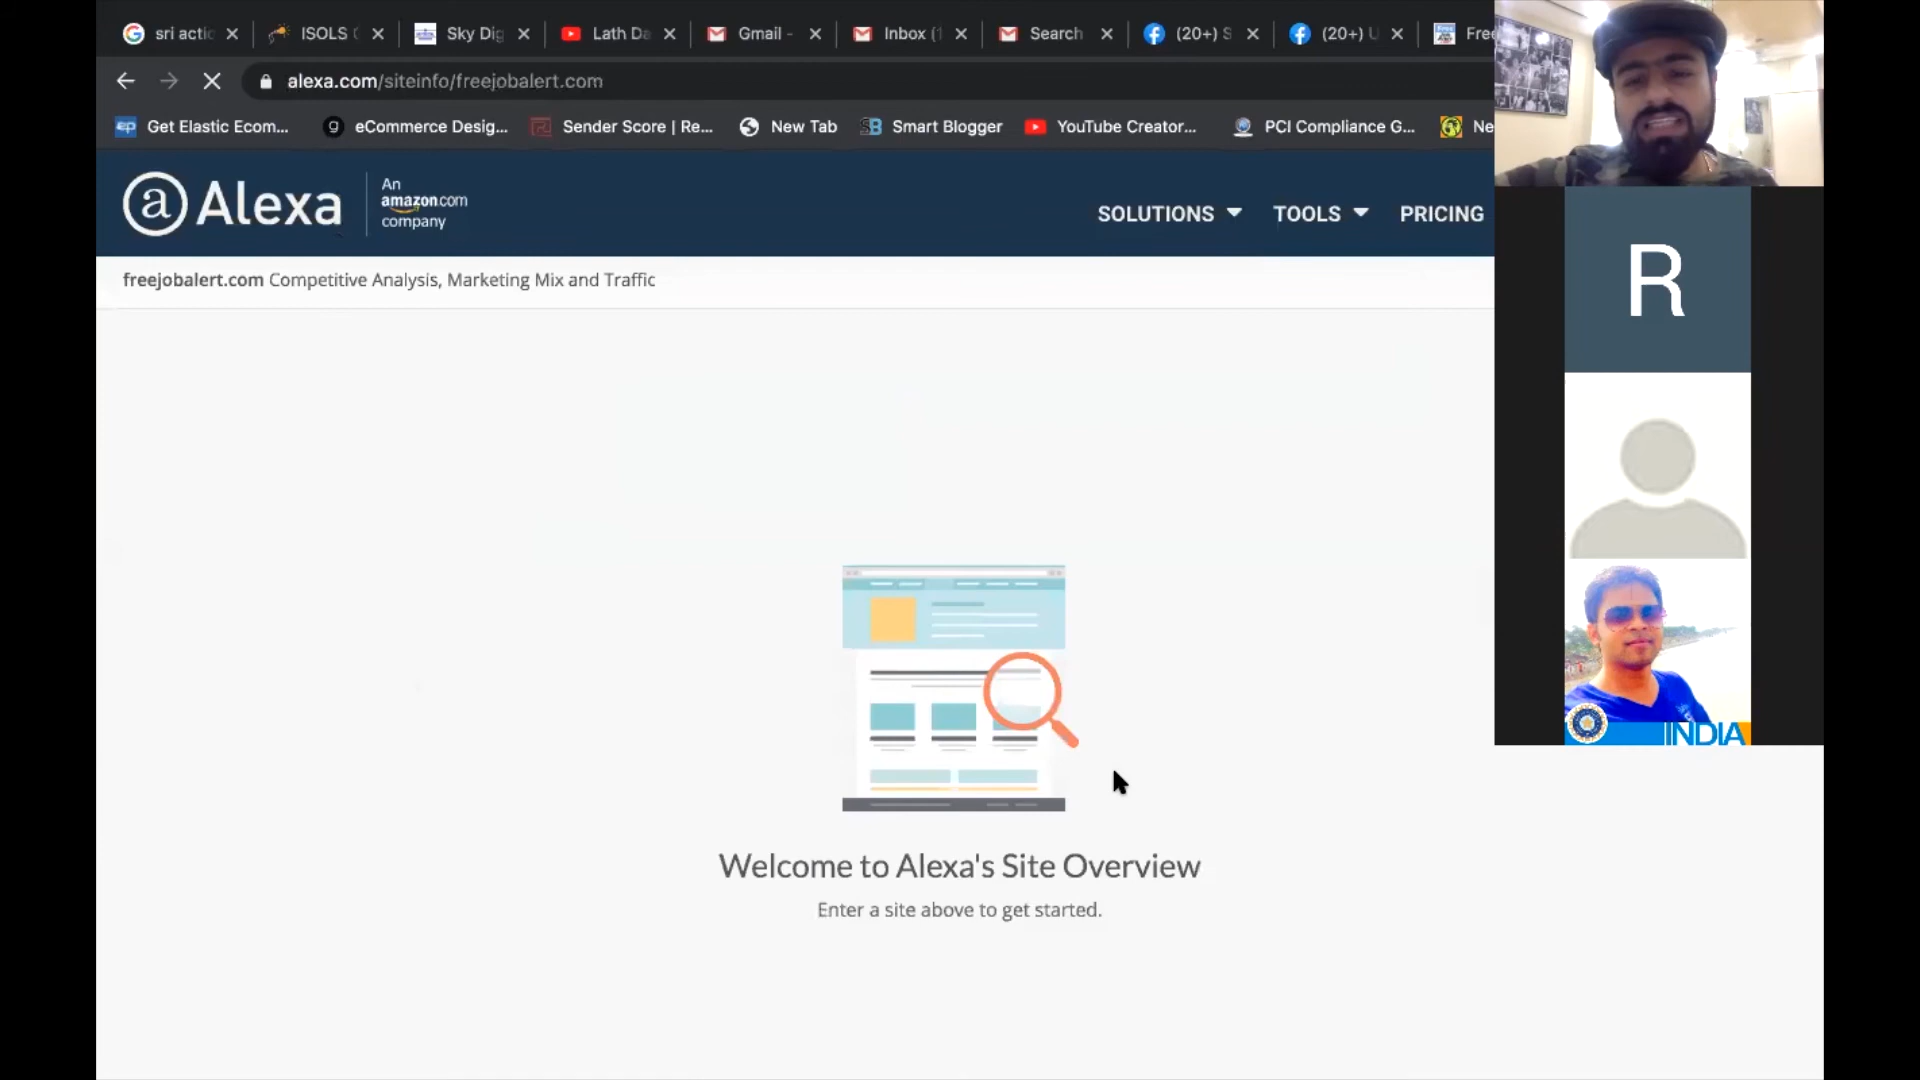 sri actic
ISOLS
Sky Dig
Lath Da
Gmail -
Inbox (1
Search
(20+) S
(20+) U
Free
alexa.com/siteinfo/freejobalert.com
ep Get Elastic Ecom...
g eCommerce Desig...
Sender Score | Re...
New Tab
SB Smart Blogger
YouTube Creator...
PCI Compliance G...
Ne
a Alexa
An
amazon.com
company
SOLUTIONS
TOOLS
PRICING
freejobalert.com Competitive Analysis, Marketing Mix and Traffic
R
INDIA
Welcome to Alexa's Site Overview
Enter a site above to get started.